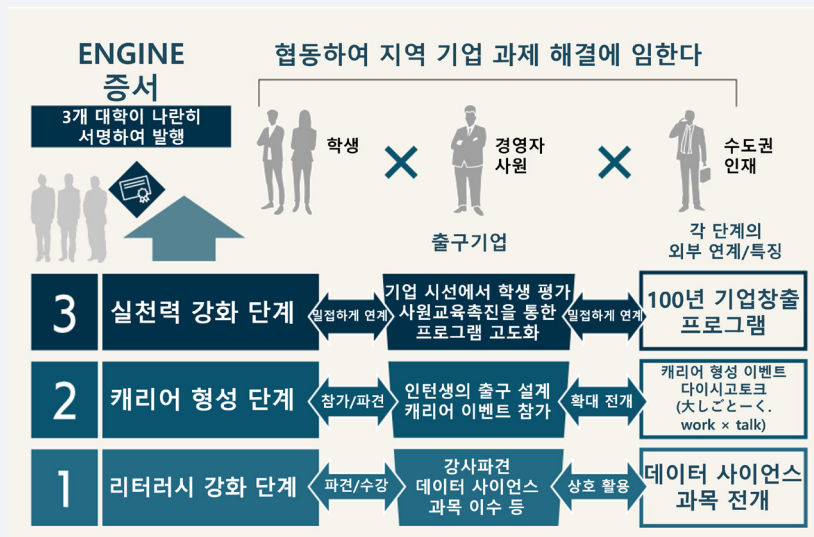 ENGINE
증서
3개 대학이 나란히
서명하여 발행
협동하여 지역 기업 과제 해결에 임한다
학생
경영자
사원
수도권
인재
출구기업
각 단계의
외부 연계/특징
3
실천력 강화 단계
밀접하게 연계
기업 시선에서 학생 평가
사원교육촉진을 통한
프로그램 고도화
밀접하게 연계
100년 기업창출
프로그램
2
캐리어 형성 단계
참가/파견
인턴생의 출구 설계
캐리어 이벤트 참가
확대 전개
캐리어 형성 이벤트
다이시고토크
(大しごとーく.
work × talk)
1
리터러시 강화 단계
파견/수강
강사파견
데이터 사이언스
과목 이수 등
상호 활용
데이터 사이언스
과목 전개